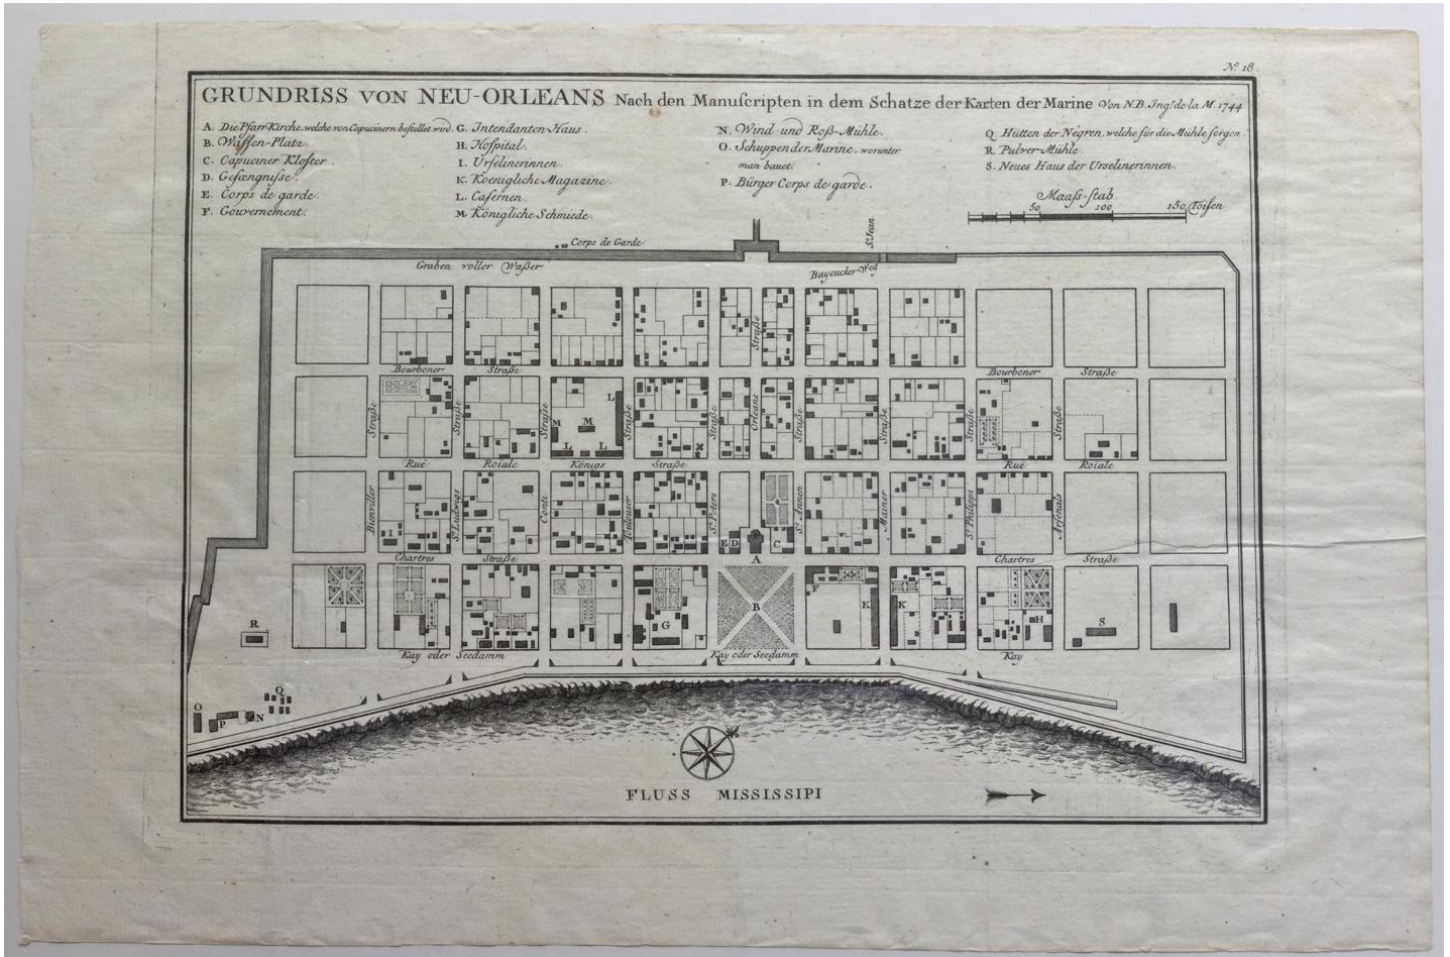 Nº 18.
GRUNDRISS VON NEU-ORLEANS Nach den Manuſcripten in dem Schatze der Karten der Marine Von N.B. Ingʳ de la M. 1744
A. Die Pfarr Kirche, welche von Capucinern beſtellet wird.
B. Waffen-Platz.
C. Capuciner Kloſter.
D. Gefængniſse.
E. Corps de garde.
F. Gouvernement.
G. Intendanten Haus.
H. Hoſpital.
I. Urſelinerinnen.
K. Koenigliche Magazine.
L. Caſernen.
M. Königliche Schmiede.
N. Wind und Roß-Mühle.
O. Schuppen der Marine, worunter
man bauet.
P. Bürger Corps de garde.
Q. Hütten der Negren, welche für die Mühle ſorgen
R. Pulver-Mühle
S. Neues Haus der Urselinerinnen.
Maaſs-ſtab
50 100 150 Toiſen
Corps de Garde
St Jean
Graben voller Waßer
Bayoucker Weg
Straße
Bourboner Straße
Bourboner Straße
Straße Straße Straße Straße Straße Orleans Straße Straße Straße Straße
L
M M
L L
Rue Roiale Königs Straße
Rue Roiale
Bienviller St Ludwigs Conti Toulouser St Peters St Annen Mainer St Philipps Arsenals
I
E D C
A
Chartres Straße
Chartres Straße
B
K K
R
G
H
S
Kay oder Seedamm
Kay oder Seedamm
Kay
Q
O
P
N
FLUSS MISSISSIPI